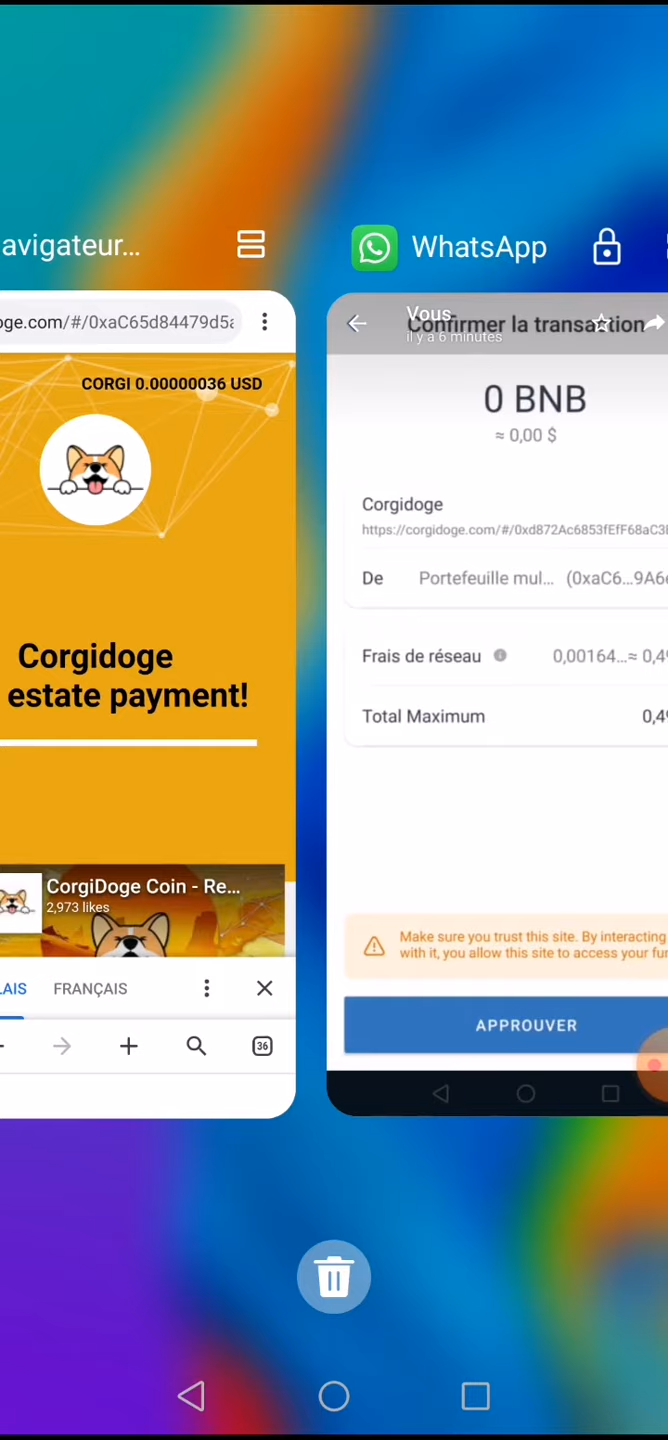 avigateur...
WhatsApp
oge.com/#/0xaC65d84479d5a
CORGI 0.00000036 USD
Corgidoge
estate payment!
CorgiDoge Coin - Re...
2,973 likes
LAIS
FRANÇAIS
36
Vous
il y a 6 minutes
Confirmer la transaction
0 BNB
≈ 0,00 $
Corgidoge
https://corgidoge.com/#/0xd872Ac6853fEfF68aC3
De Portefeuille mul... (0xaC6...9A6
Frais de réseau 0,00164...≈ 0,4
Total Maximum 0,4
Make sure you trust this site. By interacting
with it, you allow this site to access your fu
APPROUVER